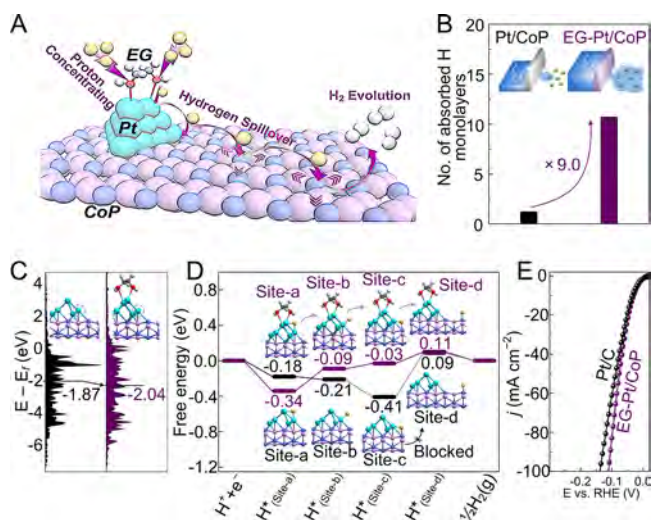 A
EG
Proton
Concentrating
Hydrogen Spillover
H₂ Evolution
Pt
CoP
B
No. of absorbed H
monolayers
20
15
10
5
0
Pt/CoP
EG-Pt/CoP
× 9.0
C
E − E_f (eV)
4
2
0
-2
-4
-6
-1.87
-2.04
D
Free energy (eV)
0.8
0.4
0.0
-0.4
-0.8
-1.2
Site-a
Site-b
Site-c
Site-d
-0.18
-0.09
-0.03
0.11
-0.34
-0.21
-0.41
0.09
Site-d
Site-a
Site-b
Site-c
Blocked
H⁺+e⁻
H* (Site-a)
H* (Site-b)
H* (Site-c)
H* (Site-d)
½H₂(g)
E
j (mA cm⁻²)
0
-20
-40
-60
-80
-100
Pt/C
EG-Pt/CoP
-0.2
-0.1
0.0
E vs. RHE (V)